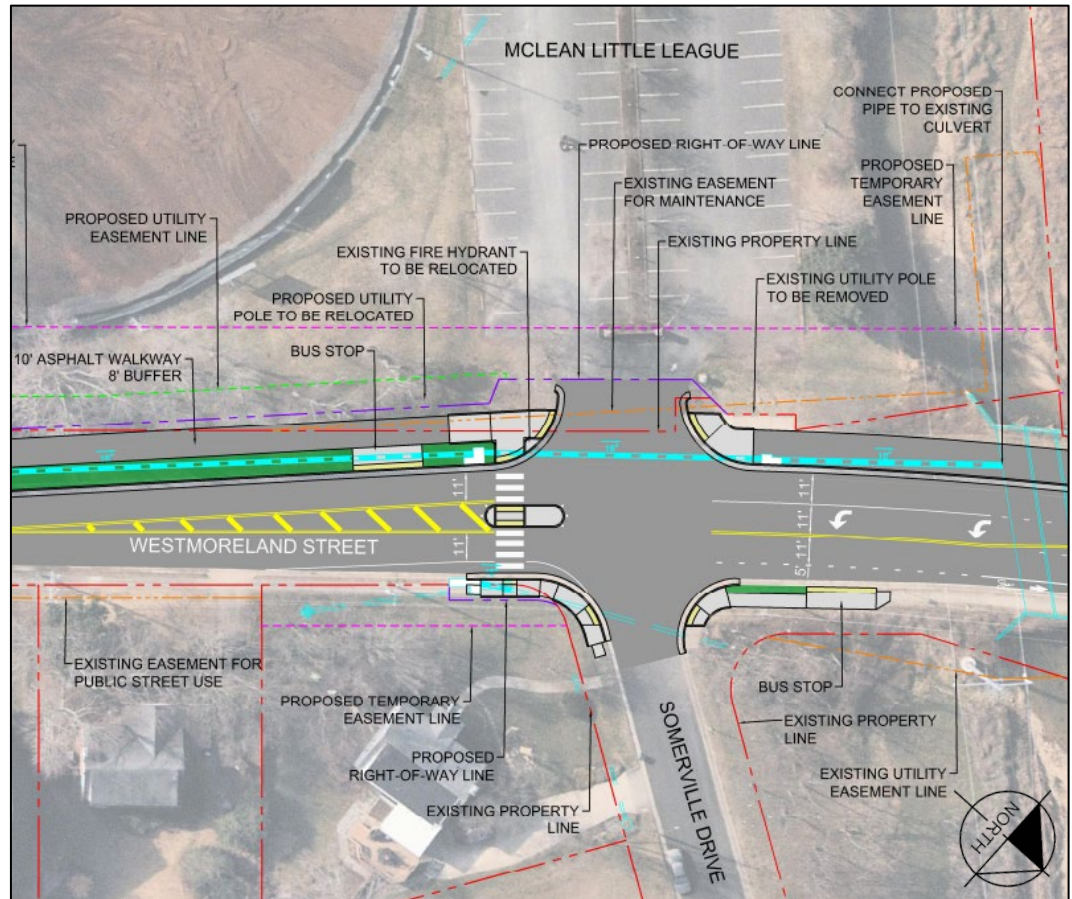 MCLEAN LITTLE LEAGUE
CONNECT PROPOSED
PIPE TO EXISTING
CULVERT
PROPOSED RIGHT-OF-WAY LINE
PROPOSED
TEMPORARY
EASEMENT
LINE
EXISTING EASEMENT
FOR MAINTENANCE
PROPOSED UTILITY
EASEMENT LINE
EXISTING FIRE HYDRANT
TO BE RELOCATED
EXISTING PROPERTY LINE
EXISTING UTILITY POLE
TO BE REMOVED
PROPOSED UTILITY
POLE TO BE RELOCATED
10' ASPHALT WALKWAY
8' BUFFER
BUS STOP
11'
11'
WESTMORELAND STREET
11'
11'
5'
EXISTING EASEMENT FOR
PUBLIC STREET USE
PROPOSED TEMPORARY
EASEMENT LINE
PROPOSED
RIGHT-OF-WAY LINE
EXISTING PROPERTY
LINE
SOMERVILLE DRIVE
BUS STOP
EXISTING PROPERTY
LINE
EXISTING UTILITY
EASEMENT LINE
NORTH